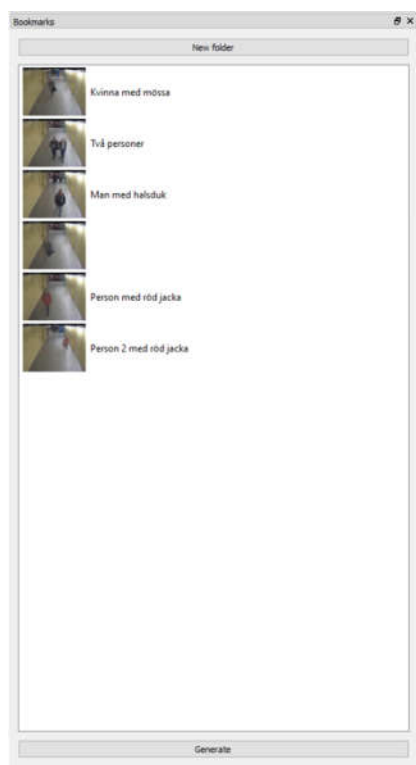 Bookmarks
New folder
Kvinna med mössa
Två personer
Man med halsduk
Person med röd jacka
Person 2 med röd jacka
Generate